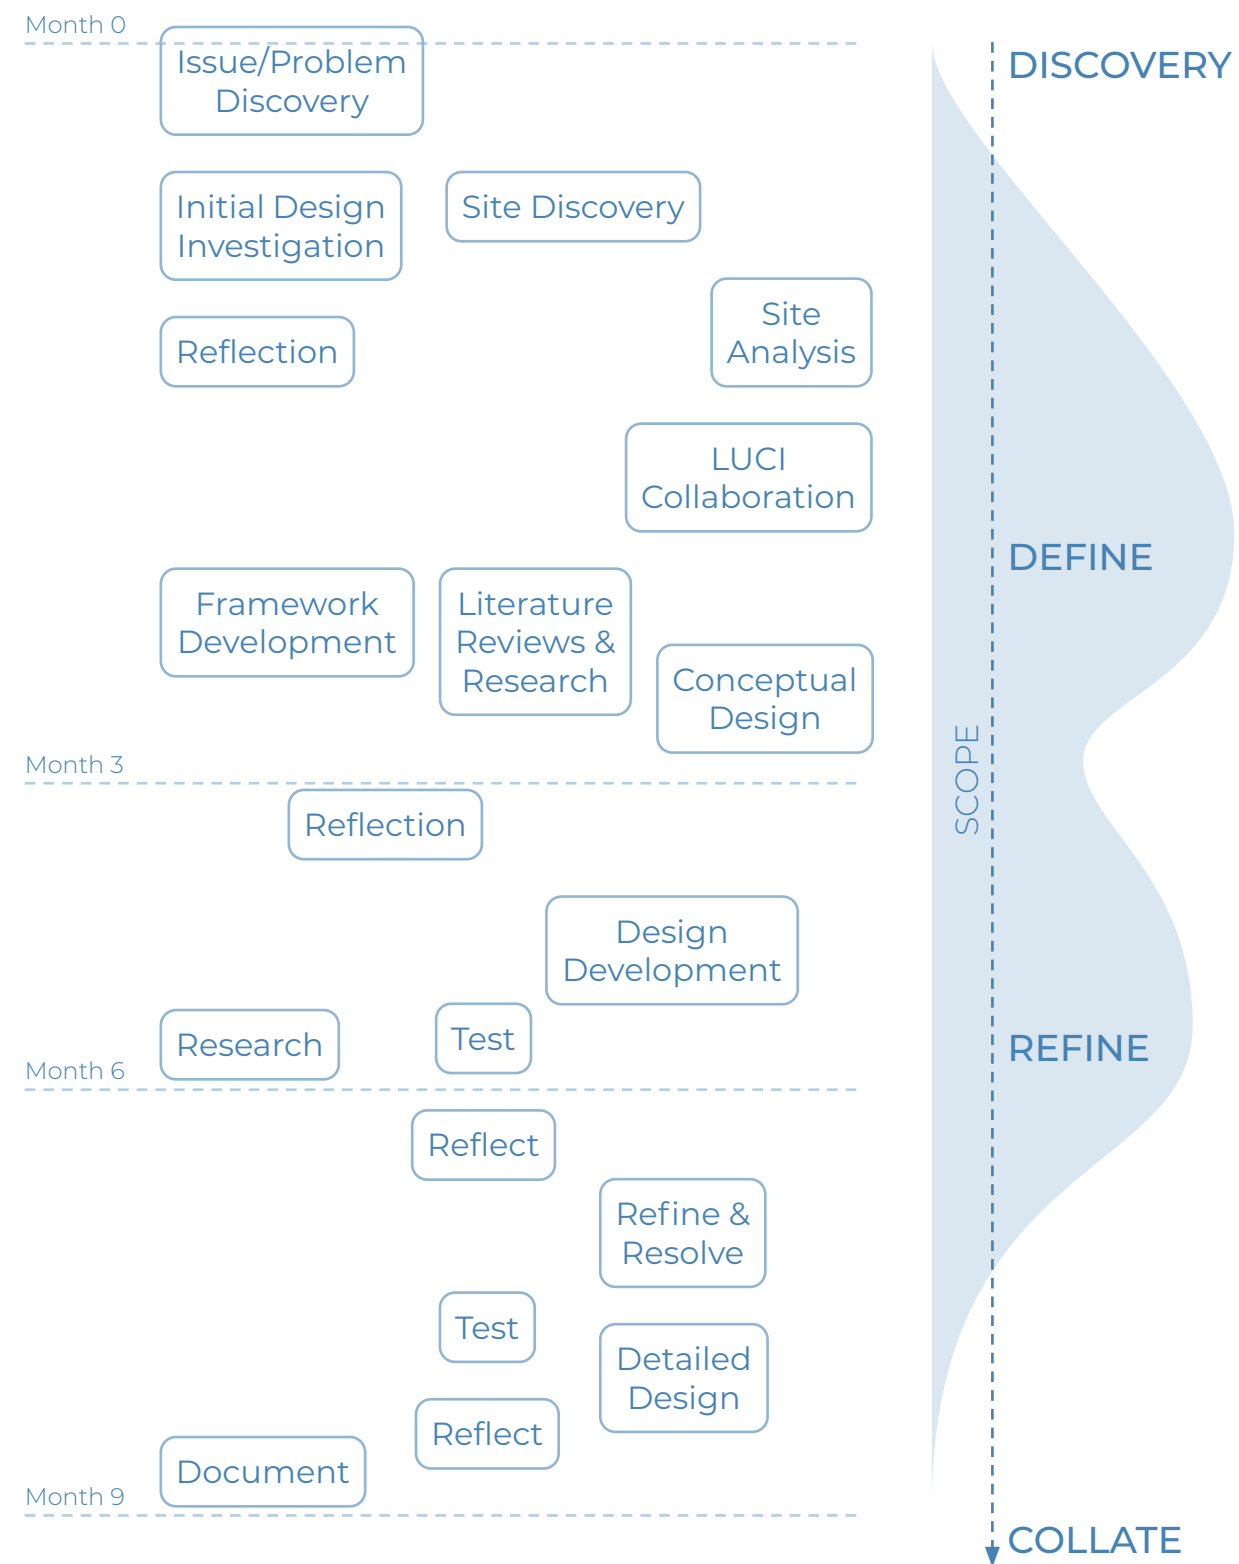 Month 0
DISCOVERY
Issue/Problem
Discovery
Initial Design
Investigation
Site Discovery
Site
Analysis
Reflection
LUCI
Collaboration
DEFINE
Framework
Development
Literature
Reviews &
Research
Conceptual
Design
SCOPE
Month 3
Reflection
Design
Development
Research
Test
REFINE
Month 6
Reflect
Refine &
Resolve
Test
Detailed
Design
Reflect
Document
Month 9
COLLATE